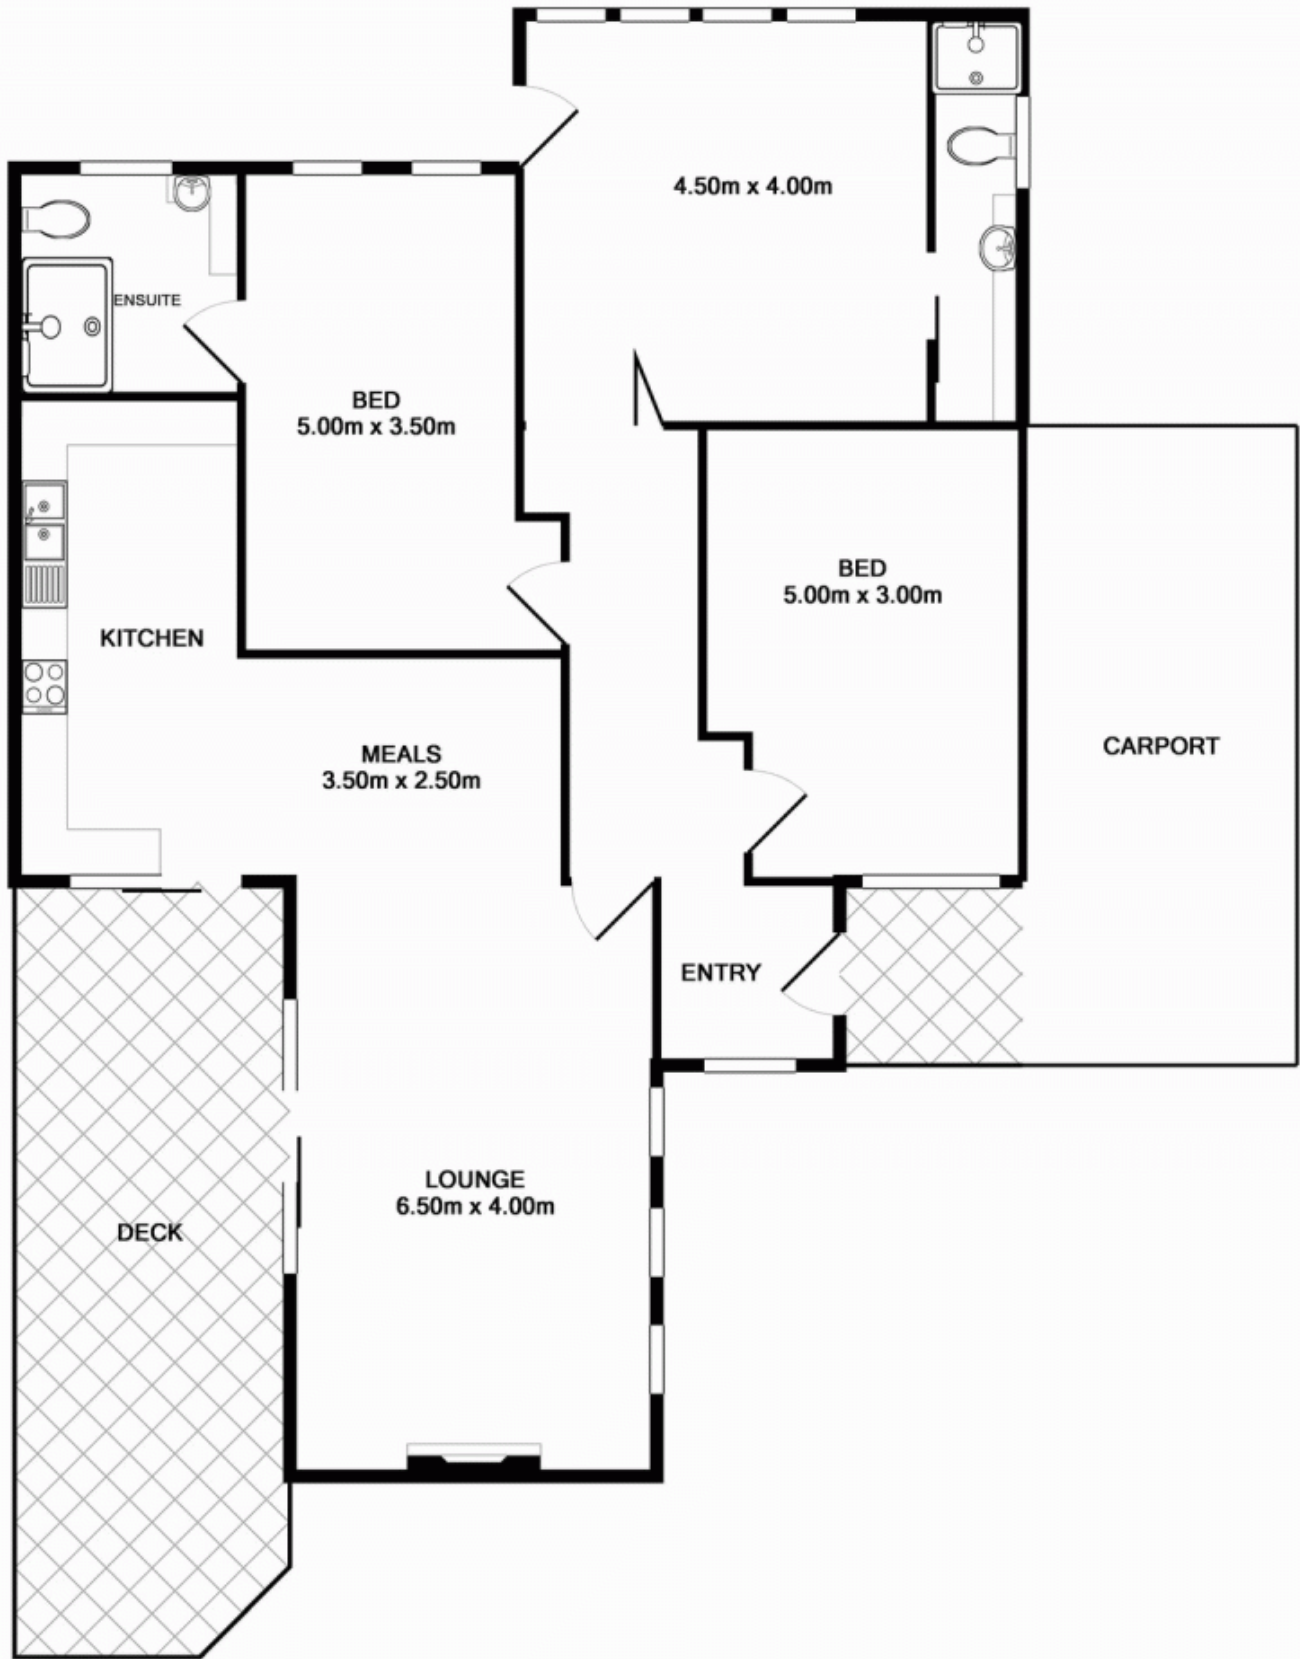 4.50m x 4.00m
ENSUITE
BED
5.00m x 3.50m
BED
5.00m x 3.00m
KITCHEN
MEALS
3.50m x 2.50m
CARPORT
ENTRY
LOUNGE
6.50m x 4.00m
DECK